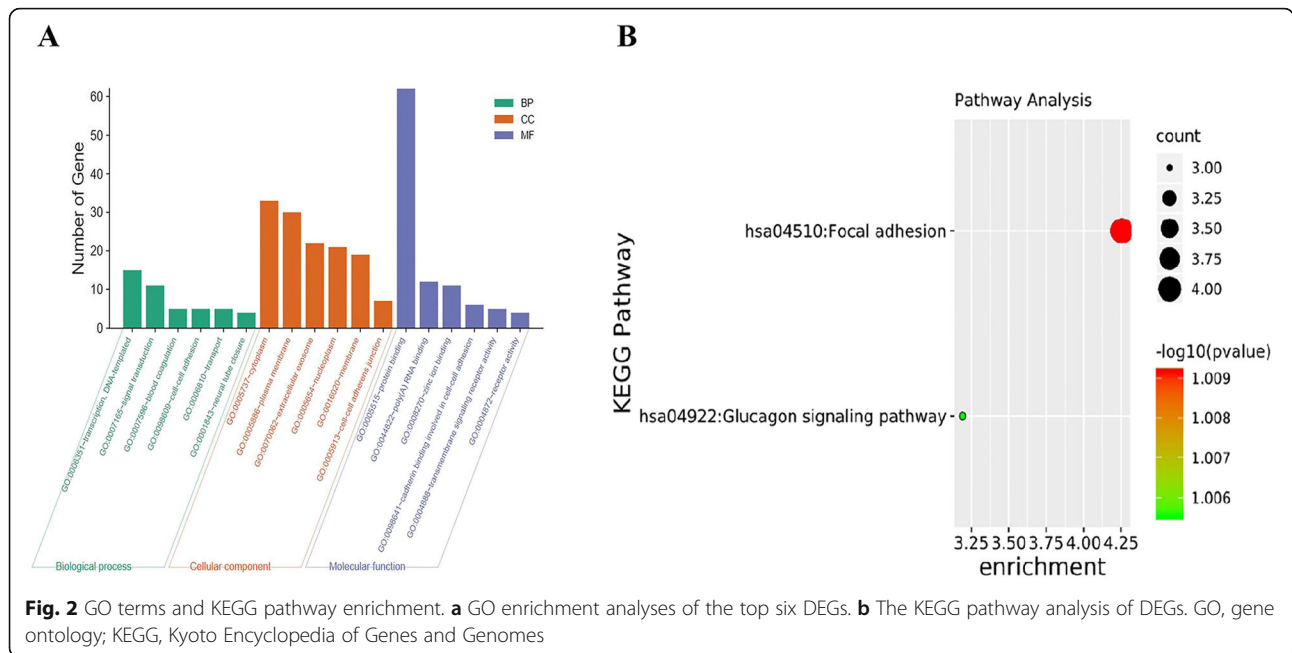 A
B
60
50
40
30
20
10
0
Number of Gene
BP
CC
MF
GO:0006351~transcription, DNA-templated
GO:0007165~signal transduction
GO:0007596~blood coagulation
GO:0098609~cell-cell adhesion
GO:0006810~transport
GO:0001843~neural tube closure
GO:0005737~cytoplasm
GO:0005886~plasma membrane
GO:0070062~extracellular exosome
GO:0005654~nucleoplasm
GO:0016020~membrane
GO:0005913~cell-cell adherens junction
GO:0005515~protein binding
GO:0044822~poly(A) RNA binding
GO:0008270~zinc ion binding
GO:0098641~cadherin binding involved in cell-cell adhesion
GO:0004888~transmembrane signaling receptor activity
GO:0004872~receptor activity
Biological process
Cellular component
Molecular function
Pathway Analysis
KEGG Pathway
hsa04510:Focal adhesion
hsa04922:Glucagon signaling pathway
3.25 3.50 3.75 4.00 4.25
enrichment
count
3.00
3.25
3.50
3.75
4.00
-log10(pvalue)
1.009
1.008
1.007
1.006
Fig. 2 GO terms and KEGG pathway enrichment. a GO enrichment analyses of the top six DEGs. b The KEGG pathway analysis of DEGs. GO, gene
ontology; KEGG, Kyoto Encyclopedia of Genes and Genomes